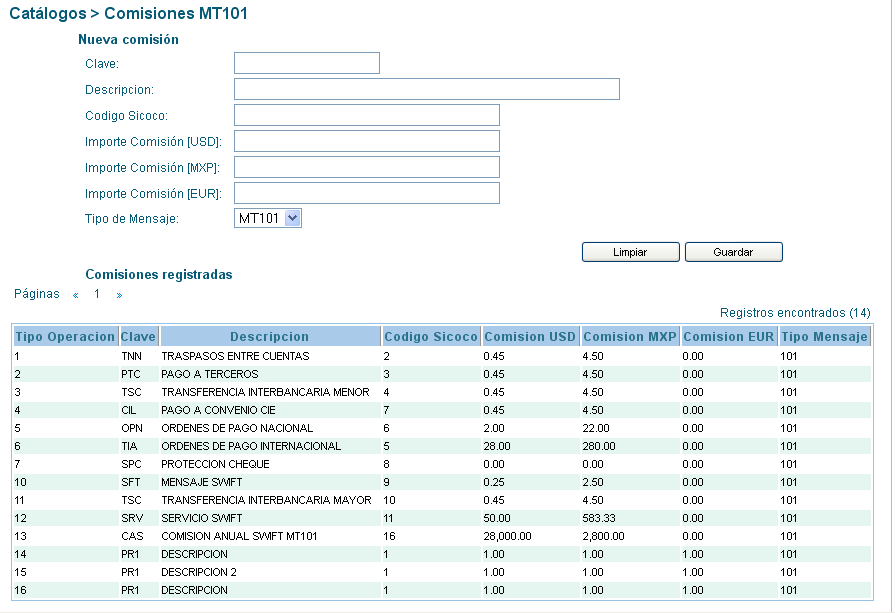 Catálogos > Comisiones MT101
Nueva comisión
Clave:
Descripcion:
Codigo Sicoco:
Importe Comisión [USD]:
Importe Comisión [MXP]:
Importe Comisión [EUR]:
Tipo de Mensaje: MT101
Limpiar Guardar
Comisiones registradas
Páginas « 1 »
Registros encontrados (14)
Tipo Operacion Clave Descripcion Codigo Sicoco Comision USD Comision MXP Comision EUR Tipo Mensaje
1 TNN TRASPASOS ENTRE CUENTAS 2 0.45 4.50 0.00 101
2 PTC PAGO A TERCEROS 3 0.45 4.50 0.00 101
3 TSC TRANSFERENCIA INTERBANCARIA MENOR 4 0.45 4.50 0.00 101
4 CIL PAGO A CONVENIO CIE 7 0.45 4.50 0.00 101
5 OPN ORDENES DE PAGO NACIONAL 6 2.00 22.00 0.00 101
6 TIA ORDENES DE PAGO INTERNACIONAL 5 28.00 280.00 0.00 101
7 SPC PROTECCION CHEQUE 8 0.00 0.00 0.00 101
10 SFT MENSAJE SWIFT 9 0.25 2.50 0.00 101
11 TSC TRANSFERENCIA INTERBANCARIA MAYOR 10 0.45 4.50 0.00 101
12 SRV SERVICIO SWIFT 11 50.00 583.33 0.00 101
13 CAS COMISION ANUAL SWIFT MT101 16 28,000.00 2,800.00 0.00 101
14 PR1 DESCRIPCION 1 1.00 1.00 1.00 101
15 PR1 DESCRIPCION 2 1 1.00 1.00 1.00 101
16 PR1 DESCRIPCION 1 1.00 1.00 1.00 101